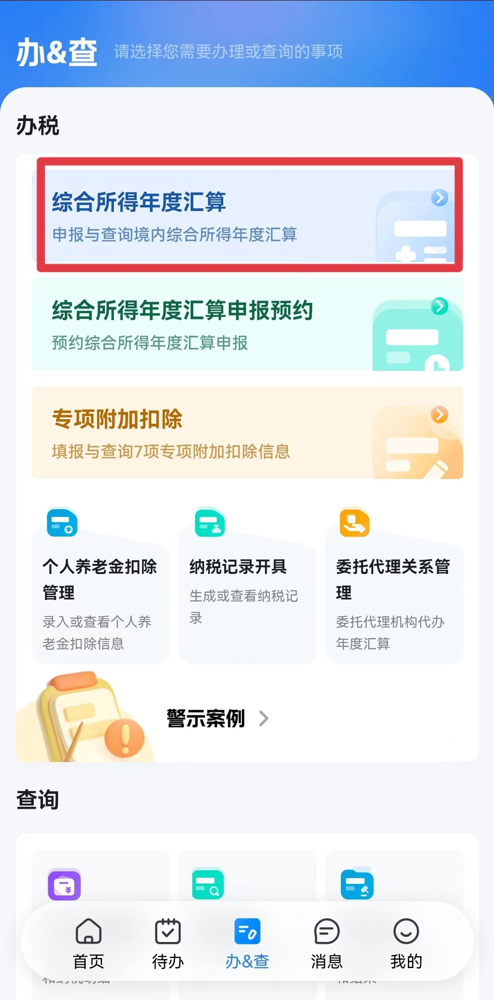 办&查 请选择您需要办理或查询的事项
办税
综合所得年度汇算
申报与查询境内综合所得年度汇算
综合所得年度汇算申报预约
预约综合所得年度汇算申报
专项附加扣除
填报与查询7项专项附加扣除信息
个人养老金扣除
管理
录入或查看个人养
老金扣除信息
纳税记录开具
生成或查看纳税记
录
委托代理关系管
理
委托代理机构代办
年度汇算
警示案例
查询
首页
待办
办&查
消息
我的